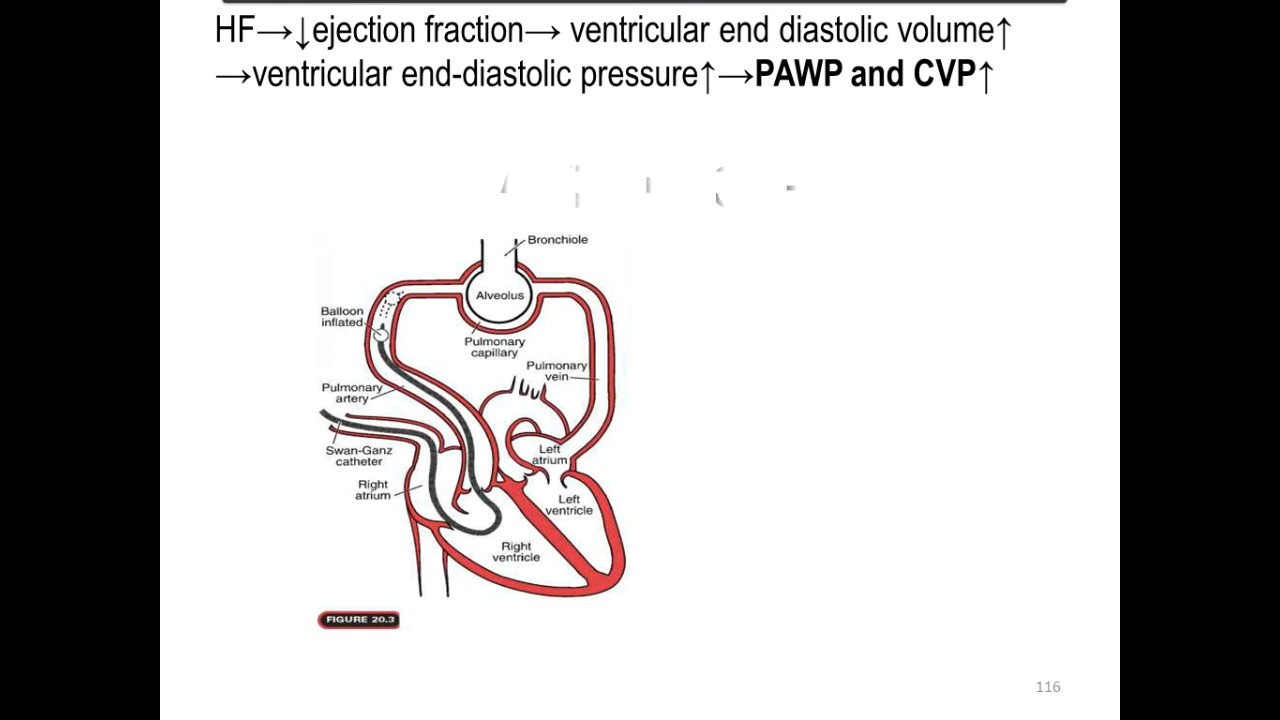 HF→↓ejection fraction→ ventricular end diastolic volume↑
→ventricular end-diastolic pressure↑→PAWP and CVP↑
Bronchiole
Alveolus
Balloon
inflated
Pulmonary
capillary
Pulmonary
vein
Pulmonary
artery
Swan-Ganz
catheter
Left
atrium
Right
atrium
Left
ventricle
Right
ventricle
FIGURE 20.3
116